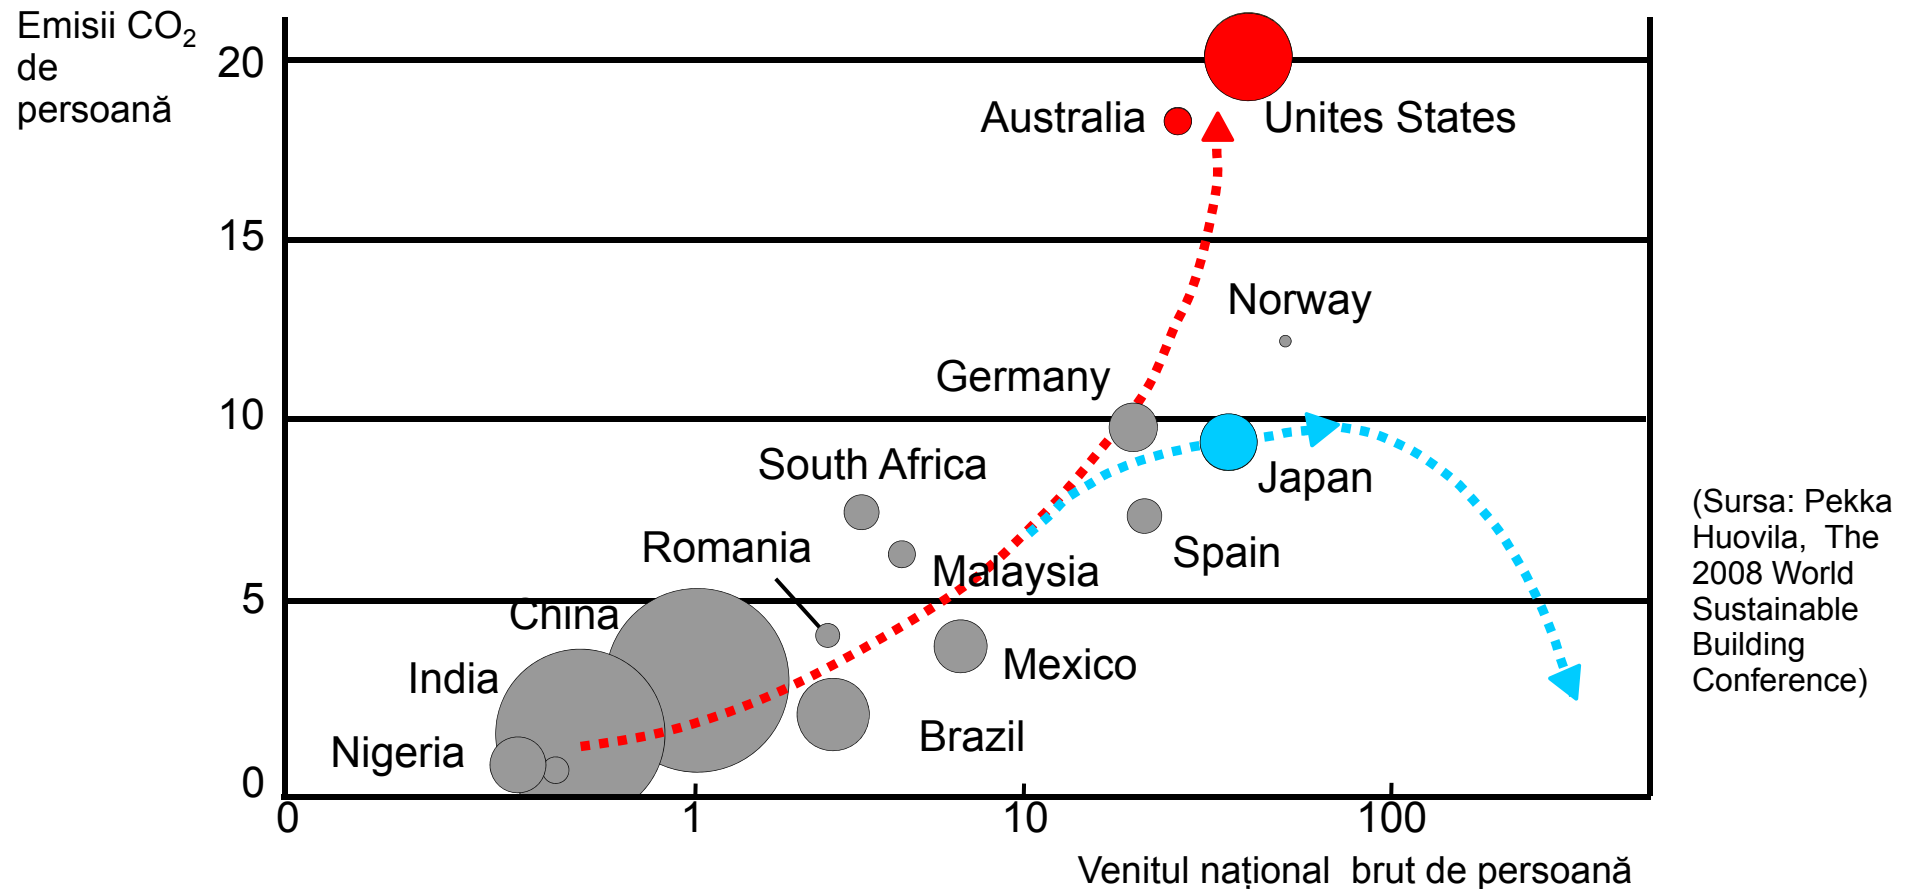 Emisii CO₂
de
persoană
20
Australia
Unites States
15
Norway
Germany
10
South Africa
Japan
(Sursa: Pekka
Huovila, The
2008 World
Sustainable
Building
Conference)
Romania
Spain
Malaysia
5
China
Mexico
India
Brazil
Nigeria
0
0 1 10 100
Venitul național brut de persoană